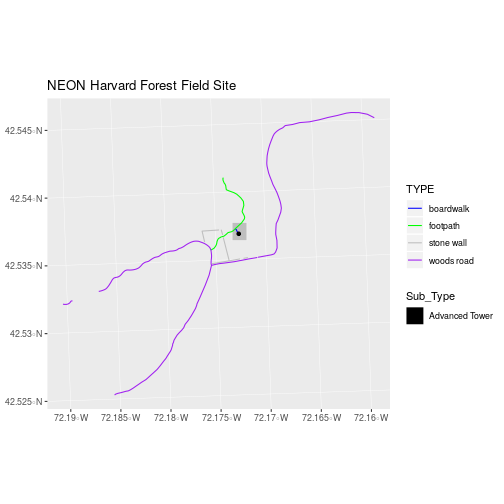 NEON Harvard Forest Field Site
42.545◦N
42.54◦N
42.535◦N
42.53◦N
42.525◦N
72.19◦W 72.185◦W 72.18◦W 72.175◦W 72.17◦W 72.165◦W 72.16◦W
TYPE
boardwalk
footpath
stone wall
woods road
Sub_Type
Advanced Tower